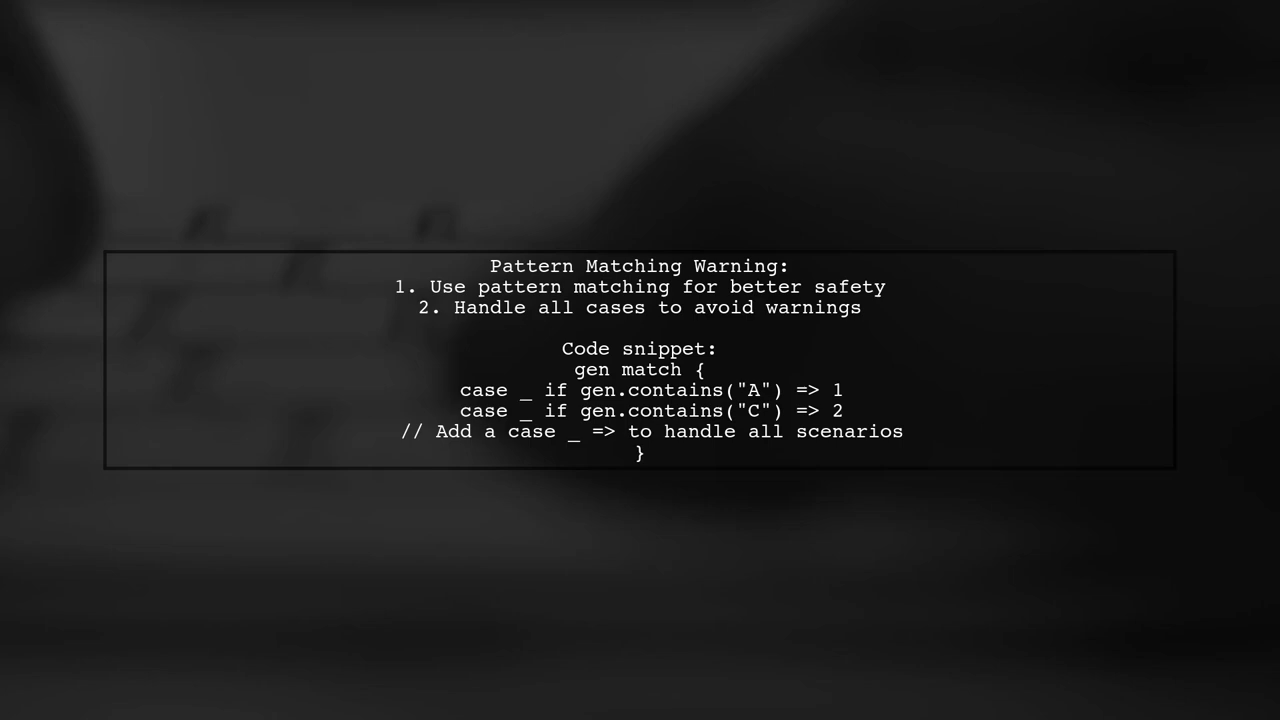 Pattern Matching Warning:
1. Use pattern matching for better safety
2. Handle all cases to avoid warnings
Code snippet:
gen match {
case _ if gen.contains("A") => 1
case _ if gen.contains("C") => 2
// Add a case _ => to handle all scenarios
}